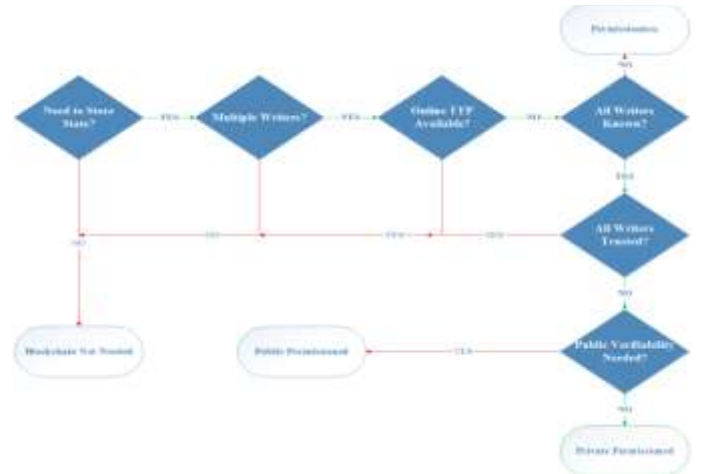 Permissionless
NO
Need to Store
State?
YES
Multiple Writers?
YES
Online TTP
Available?
NO
All Writers
Known?
YES
NO
NO
YES
YES
All Writers
Trusted?
NO
Blockchain Not Needed
Public Permissioned
YES
Public Verifiability
Needed?
NO
Private Permissioned